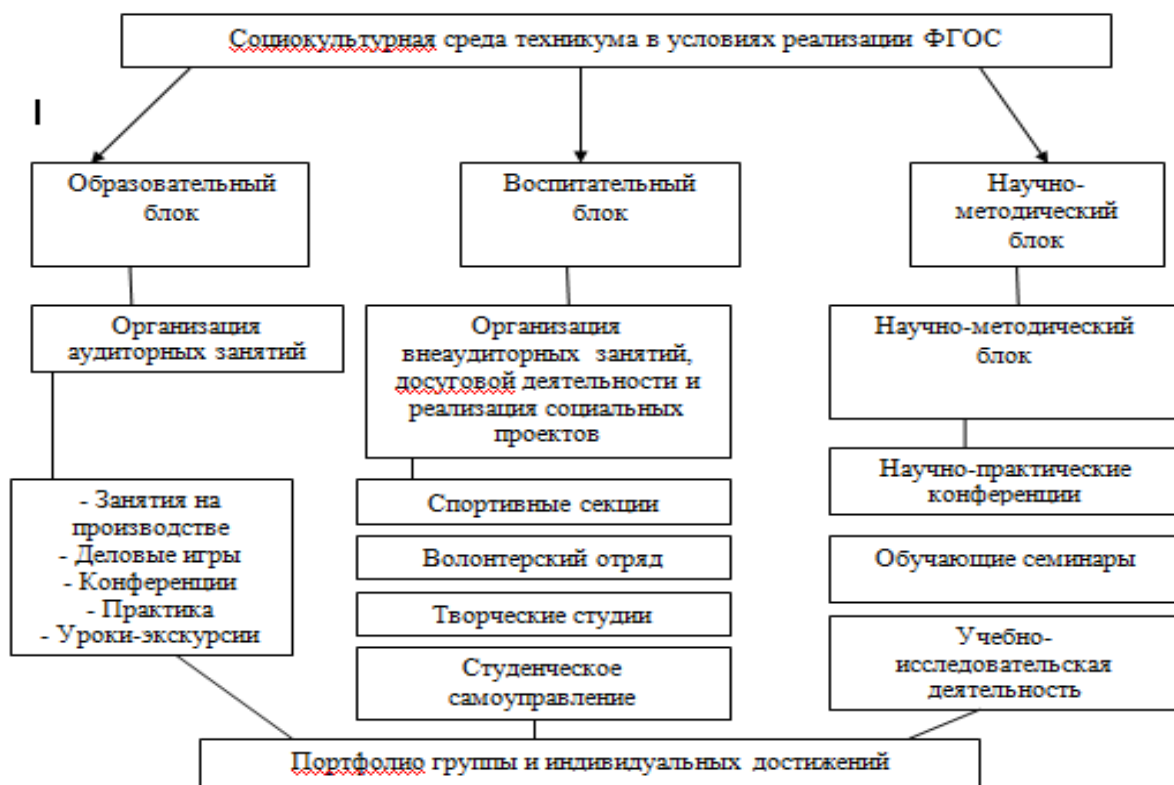 Социокультурная среда техникума в условиях реализации ФГОС
I
Образовательный
блок
Воспитательный
блок
Научно-
методический
блок
Организация
аудиторных занятий
Организация
внеаудиторных занятий,
досуговой деятельности и
реализация социальных
проектов
Научно-методический
блок
- Занятия на
производстве
- Деловые игры
- Конференции
- Практика
- Уроки-экскурсии
Спортивные секции
Волонтерский отряд
Творческие студии
Студенческое
самоуправление
Научно-практические
конференции
Обучающие семинары
Учебно-
исследовательская
деятельность
Портфолио группы и индивидуальных достижений